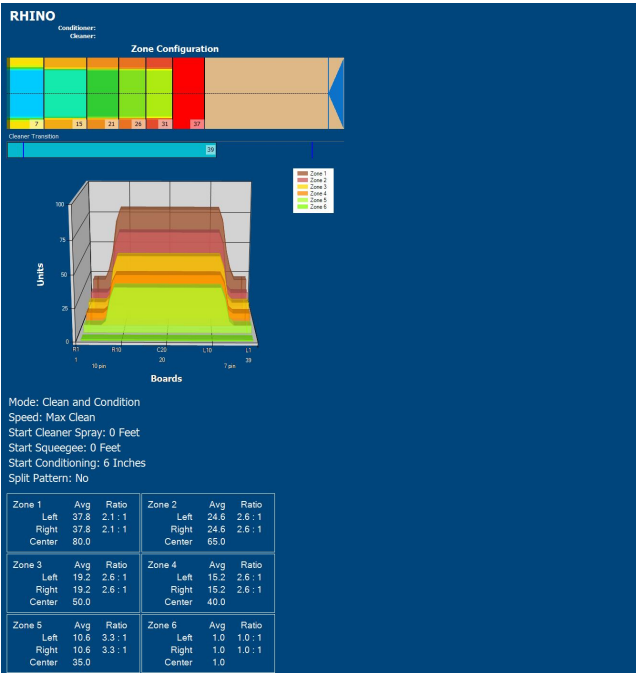 RHINO
Conditioner:
Cleaner:
Zone Configuration
7 15 21 26 31 37
Cleaner Transition
39
Zone 1
Zone 2
Zone 3
Zone 4
Zone 5
Zone 6
100
75
50
25
0
Units
R1 R10 C20 L10 L1
1 20 39
10 pin 7 pin
Boards
Mode: Clean and Condition
Speed: Max Clean
Start Cleaner Spray: 0 Feet
Start Squeegee: 0 Feet
Start Conditioning: 6 Inches
Split Pattern: No
Zone 1 Avg Ratio Zone 2 Avg Ratio
Left 37.8 2.1 : 1 Left 24.6 2.6 : 1
Right 37.8 2.1 : 1 Right 24.6 2.6 : 1
Center 80.0 Center 65.0
Zone 3 Avg Ratio Zone 4 Avg Ratio
Left 19.2 2.6 : 1 Left 15.2 2.6 : 1
Right 19.2 2.6 : 1 Right 15.2 2.6 : 1
Center 50.0 Center 40.0
Zone 5 Avg Ratio Zone 6 Avg Ratio
Left 10.6 3.3 : 1 Left 1.0 1.0 : 1
Right 10.6 3.3 : 1 Right 1.0 1.0 : 1
Center 35.0 Center 1.0